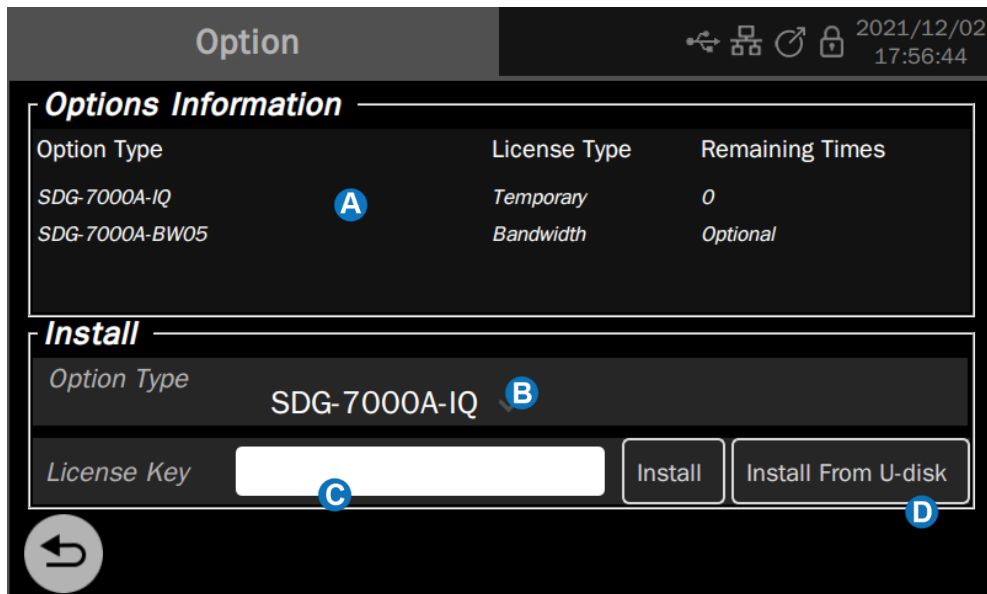 Option
2021/12/02
17:56:44
Options Information
Option Type License Type Remaining Times
SDG-7000A-IQ A Temporary 0
SDG-7000A-BW05 Bandwidth Optional
Install
Option Type
SDG-7000A-IQ B
License Key C Install Install From U-disk
D